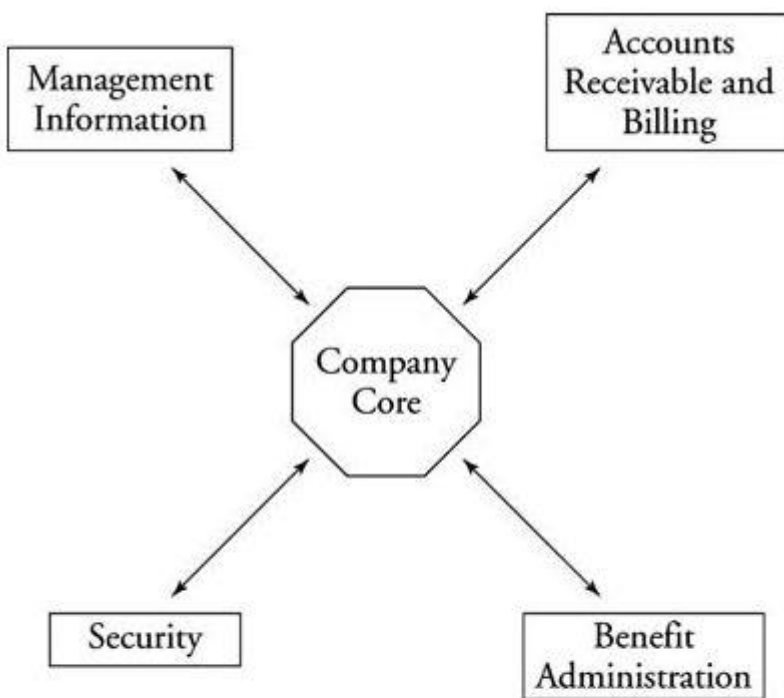 Management
Information
Accounts
Receivable and
Billing
Company
Core
Security
Benefit
Administration